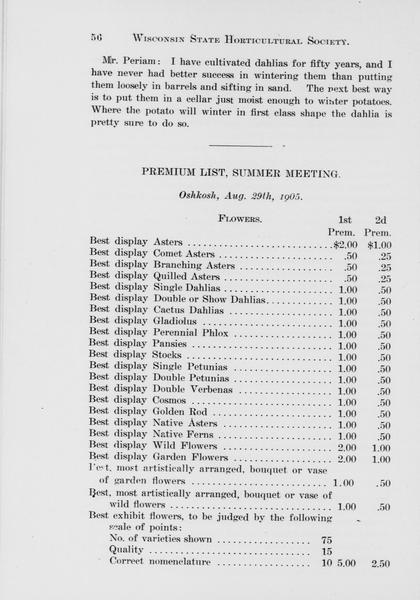 56 Wisconsin State Horticultural Society.
Mr. Periam: I have cultivated dahlias for fifty years, and I
have never had better success in wintering them than putting
them loosely in barrels and sifting in sand. The next best way
is to put them in a cellar just moist enough to winter potatoes.
Where the potato will winter in first class shape the dahlia is
pretty sure to do so.
PREMIUM LIST, SUMMER MEETING.
Oshkosh, Aug. 29th, 1905.
Flowers. 1st 2d
Prem. Prem.
Best display Asters ........................ $2.00 $1.00
Best display Comet Asters ........................ .50 .25
Best display Branching Asters ........................ .50 .25
Best display Quilled Asters ........................ .50 .25
Best display Single Dahlias ........................ 1.00 .50
Best display Double or Show Dahlias ........................ 1.00 .50
Best display Cactus Dahlias ........................ 1.00 .50
Best display Gladiolus ........................ 1.00 .50
Best display Perennial Phlox ........................ 1.00 .50
Best display Pansies ........................ 1.00 .50
Best display Stocks ........................ 1.00 .50
Best display Single Petunias ........................ 1.00 .50
Best display Double Petunias ........................ 1.00 .50
Best display Double Verbenas ........................ 1.00 .50
Best display Cosmos ........................ 1.00 .50
Best display Golden Rod ........................ 1.00 .50
Best display Native Asters ........................ 1.00 .50
Best display Native Ferns ........................ 1.00 .50
Best display Wild Flowers ........................ 2.00 1.00
Best display Garden Flowers ........................ 2.00 1.00
Best, most artistically arranged, bouquet or vase
of garden flowers ........................ 1.00 .50
Best, most artistically arranged, bouquet or vase of
wild flowers ........................ 1.00 .50
Best exhibit flowers, to be judged by the following
scale of points:
No. of varieties shown ........................ 75
Quality ........................ 15
Correct nomenclature ........................ 10 5.00 2.50